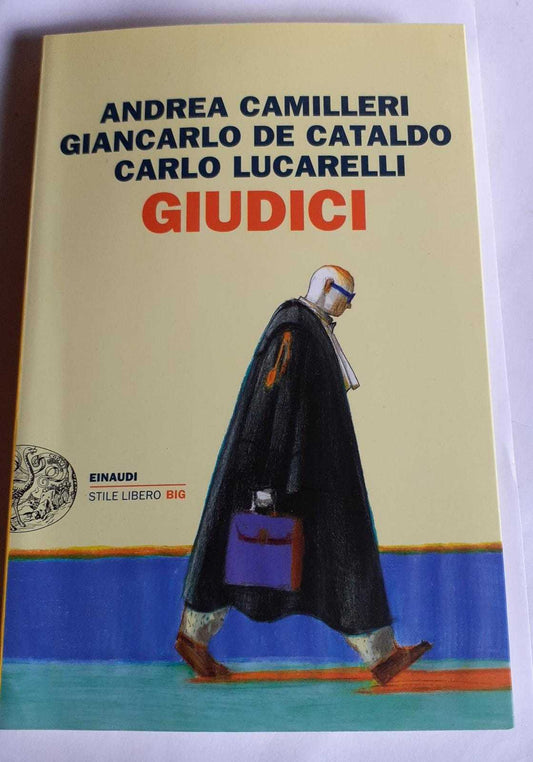 ANDREA CAMILLERI
GIANCARLO DE CATALDO
CARLO LUCARELLI
GIUDICI
EINAUDI
STILE LIBERO BIG